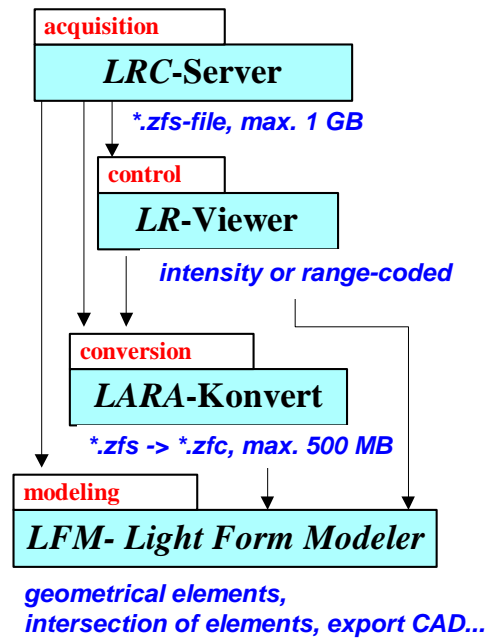 acquisition
LRC-Server
*.zfs-file, max. 1 GB
control
LR-Viewer
intensity or range-coded
conversion
LARA-Konvert
*.zfs -> *.zfc, max. 500 MB
modeling
LFM- Light Form Modeler
geometrical elements,
intersection of elements, export CAD...